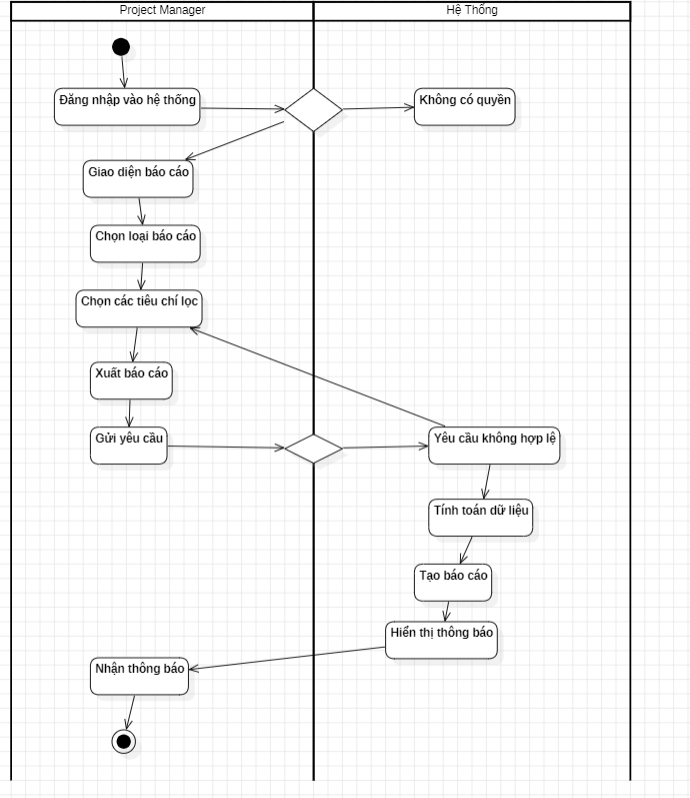 Project Manager
Hệ Thống
Đăng nhập vào hệ thống
Không có quyền
Giao diện báo cáo
Chọn loại báo cáo
Chọn các tiêu chí lọc
Xuất báo cáo
Gửi yêu cầu
Yêu cầu không hợp lệ
Tính toán dữ liệu
Tạo báo cáo
Hiển thị thông báo
Nhận thông báo